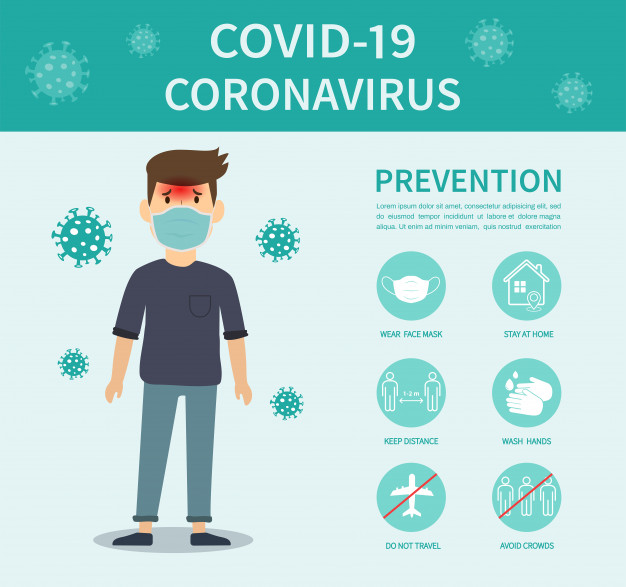 COVID-19
CORONAVIRUS
PREVENTION
Lorem ipsum dolor sit amet, consectetur adipiscing elit, sed do
eiusmod tempor incididunt ut labore et dolore magna
aliqua. Ut enim ad minim veniam, quis nostrud exercitation
WEAR FACE MASK
STAY AT HOME
1-2 m
KEEP DISTANCE
WASH HANDS
DO NOT TRAVEL
AVOID CROWDS